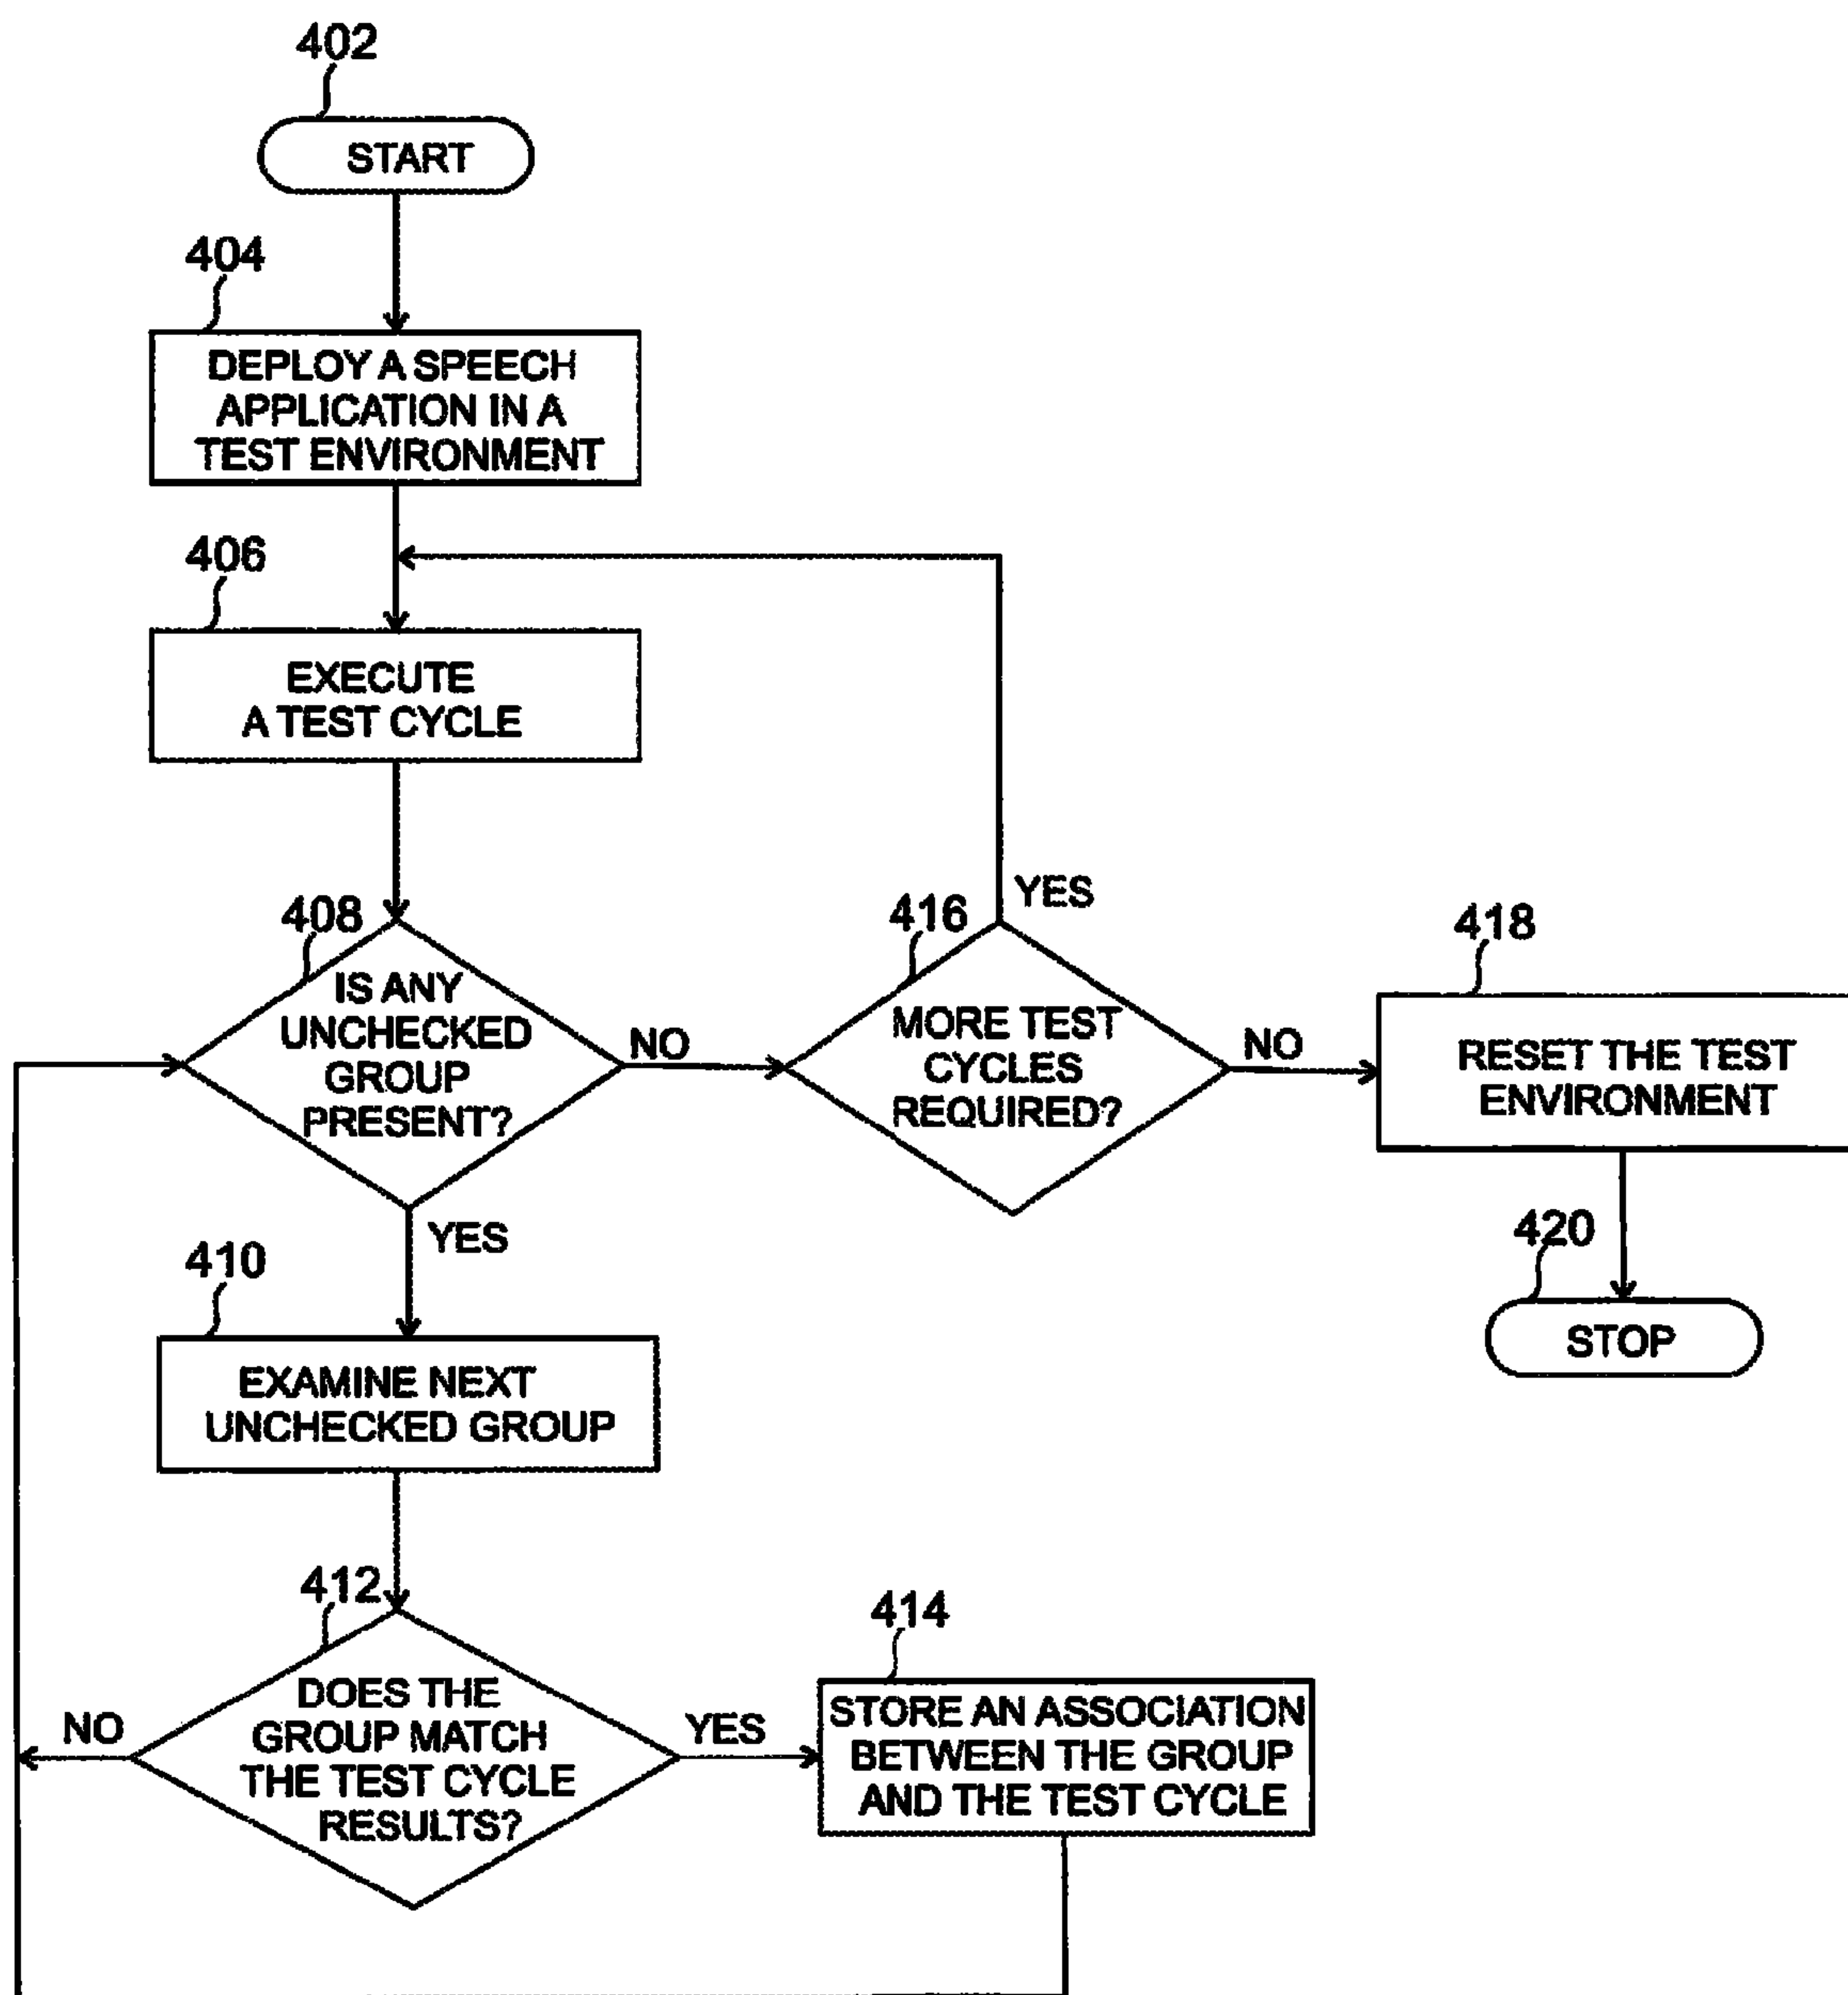 402
START
404
DEPLOY A SPEECH
APPLICATION IN A
TEST ENVIRONMENT
406
EXECUTE
A TEST CYCLE
408
IS ANY
UNCHECKED
GROUP
PRESENT?
NO
YES
416
MORE TEST
CYCLES
REQUIRED?
YES
NO
418
RESET THE TEST
ENVIRONMENT
420
STOP
410
EXAMINE NEXT
UNCHECKED GROUP
412
DOES THE
GROUP MATCH
THE TEST CYCLE
RESULTS?
NO
YES
414
STORE AN ASSOCIATION
BETWEEN THE GROUP
AND THE TEST CYCLE